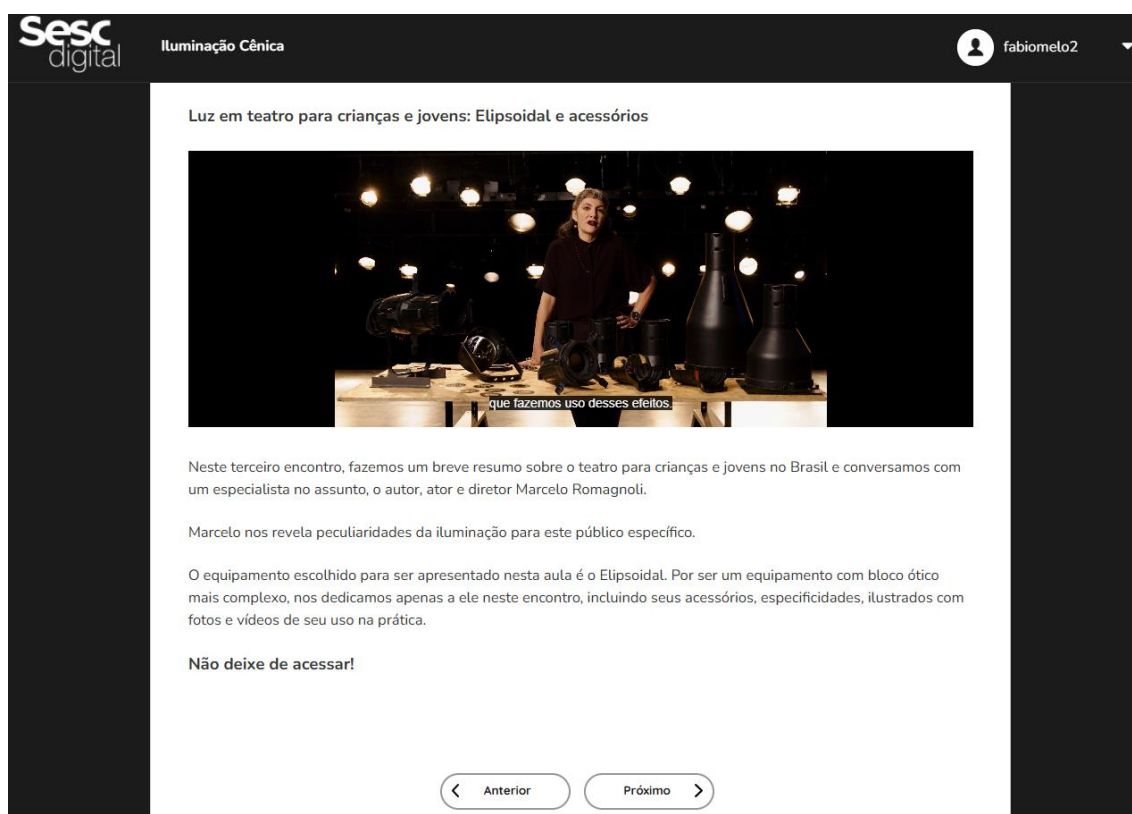 Sesc
digital
Iluminação Cênica
fabiomelo2
Luz em teatro para crianças e jovens: Elipsoidal e acessórios
que fazemos uso desses efeitos.
Neste terceiro encontro, fazemos um breve resumo sobre o teatro para crianças e jovens no Brasil e conversamos com
um especialista no assunto, o autor, ator e diretor Marcelo Romagnoli.
Marcelo nos revela peculiaridades da iluminação para este público específico.
O equipamento escolhido para ser apresentado nesta aula é o Elipsoidal. Por ser um equipamento com bloco ótico
mais complexo, nos dedicamos apenas a ele neste encontro, incluindo seus acessórios, especificidades, ilustrados com
fotos e vídeos de seu uso na prática.
Não deixe de acessar!
Anterior
Próximo